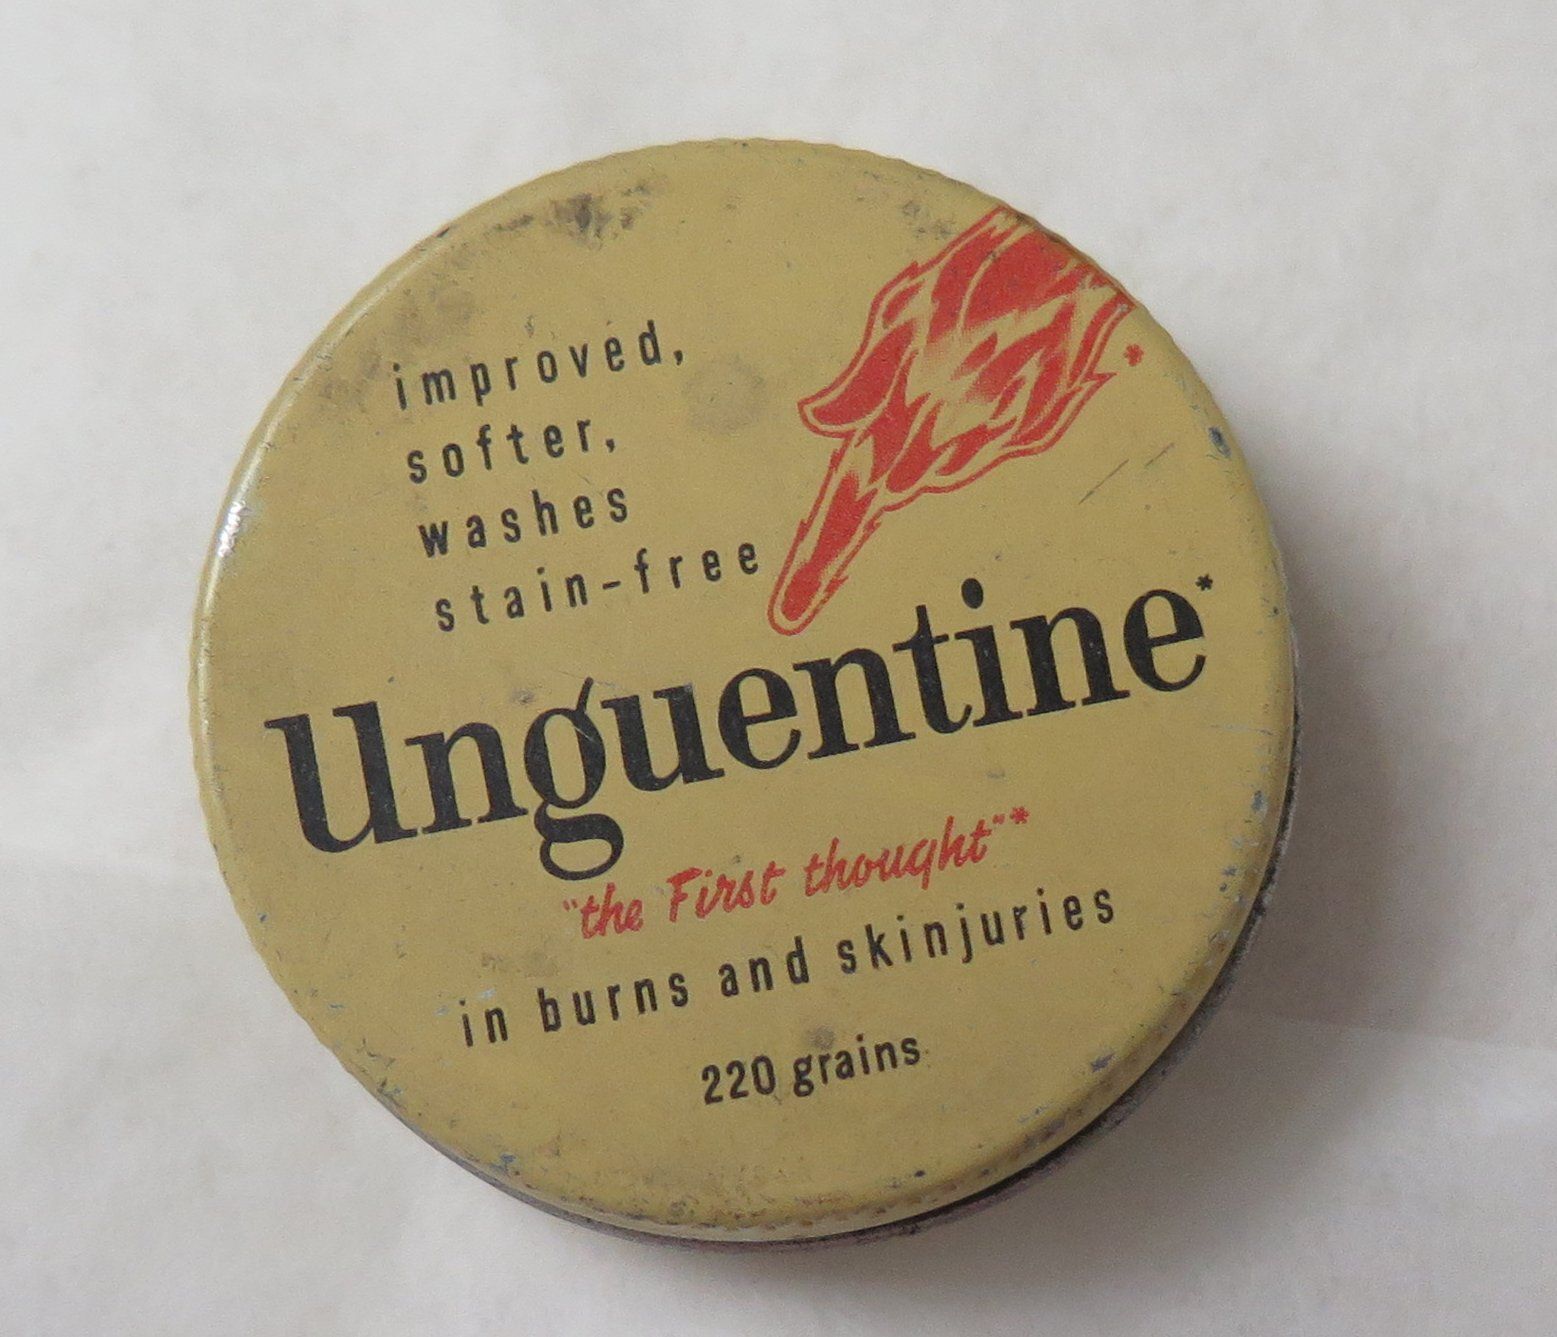 improved,
softer,
washes
stain-free
*
Unguentine*
"the First thought"*
in burns and skinjuries
220 grains